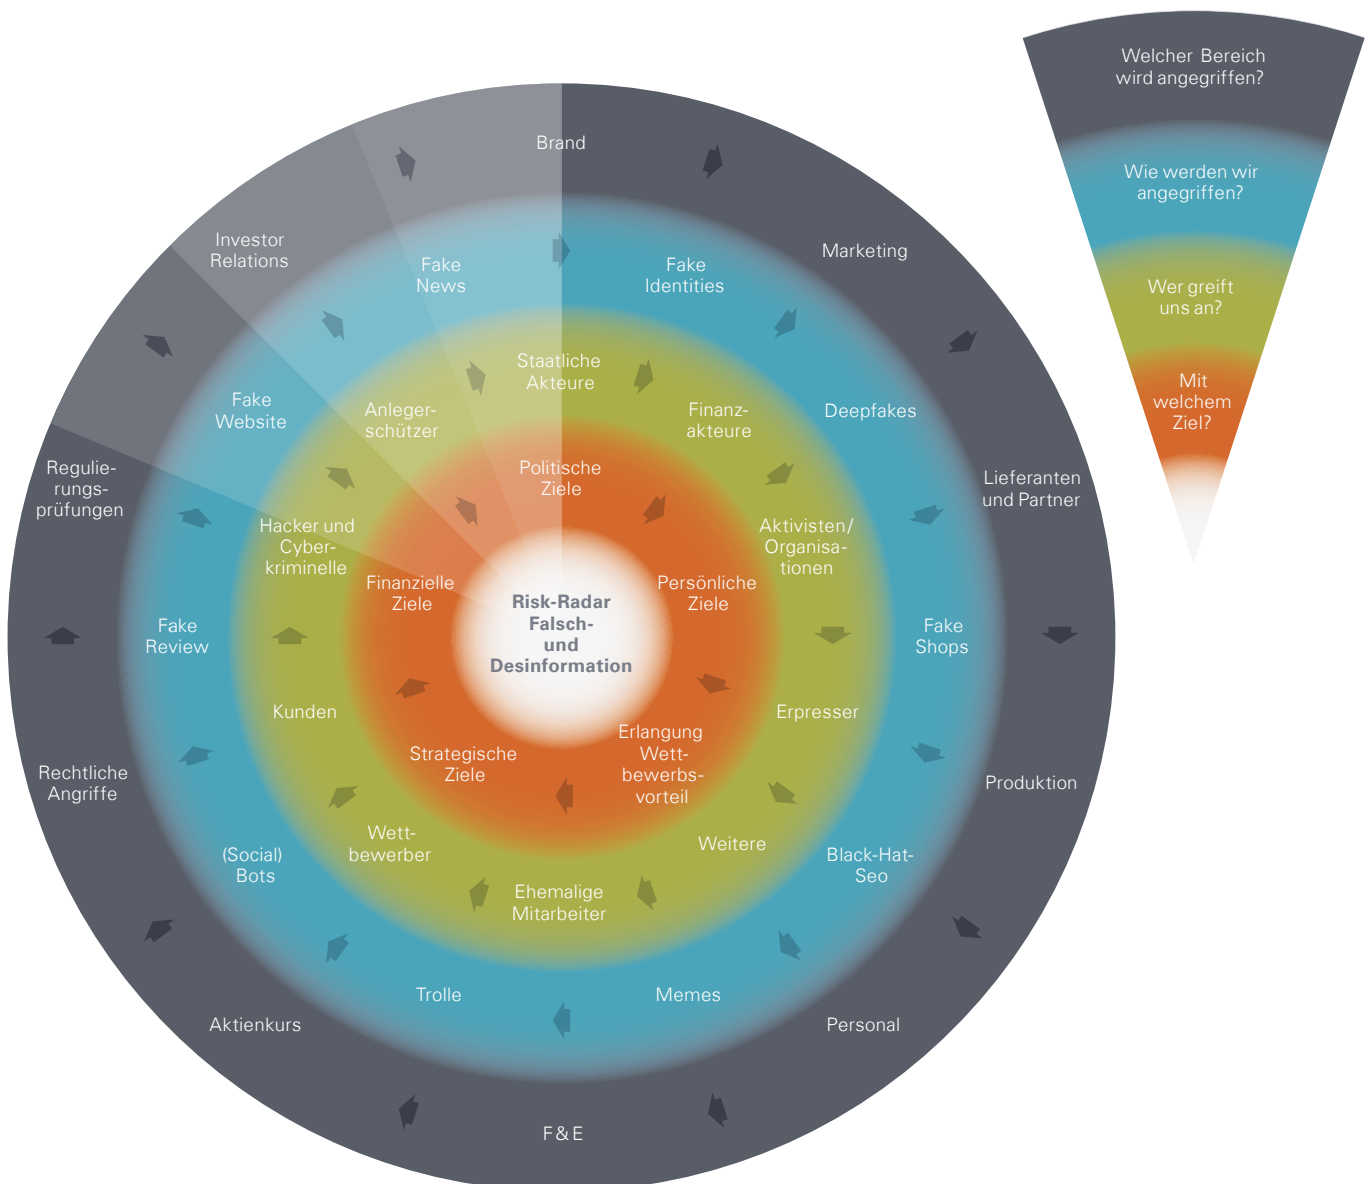 Welcher Bereich
wird angegriffen?
Wie werden wir
angegriffen?
Wer greift
uns an?
Mit
welchem
Ziel?
Brand
Marketing
Lieferanten
und Partner
Produktion
Personal
F & E
Aktienkurs
Rechtliche
Angriffe
Regulie-
rungs-
prüfungen
Investor
Relations
Fake
News
Fake
Identities
Deepfakes
Fake
Shops
Black-Hat-
Seo
Memes
Trolle
(Social)
Bots
Fake
Review
Fake
Website
Staatliche
Akteure
Finanz-
akteure
Aktivisten/
Organisa-
tionen
Erpresser
Weitere
Ehemalige
Mitarbeiter
Wett-
bewerber
Kunden
Hacker und
Cyber-
kriminelle
Anleger-
schützer
Politische
Ziele
Persönliche
Ziele
Erlangung
Wett-
bewerbs-
vorteil
Strategische
Ziele
Finanzielle
Ziele
Risk-Radar
Falsch-
und
Desinformation